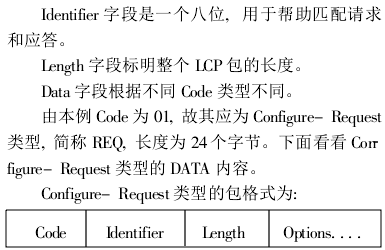 Identifier 字段是一个八位, 用于帮助匹配请求
和应答。
Length 字段标明整个 LCP 包的长度。
Data 字段根据不同 Code 类型不同。
由本例 Code 为 01, 故其应为 Configure- Request
类型, 简称 REQ, 长度为 24 个字节。下面看看 Con-
figure- Request 类型的 DATA 内容。
Configure- Request 类型的包格式为:
Code Identifier Length Options....